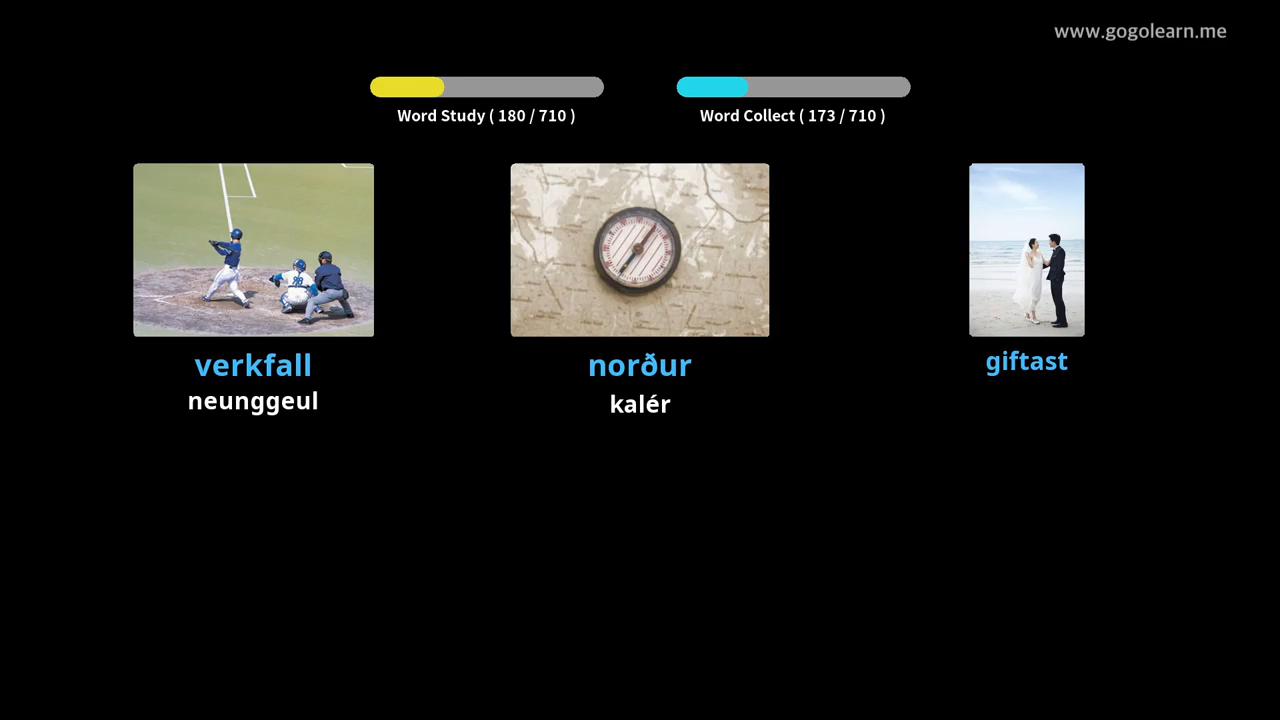 www.gogolearn.me
Word Study ( 180 / 710 )
Word Collect ( 173 / 710 )
verkfall
neunggeul
norður
kalér
giftast